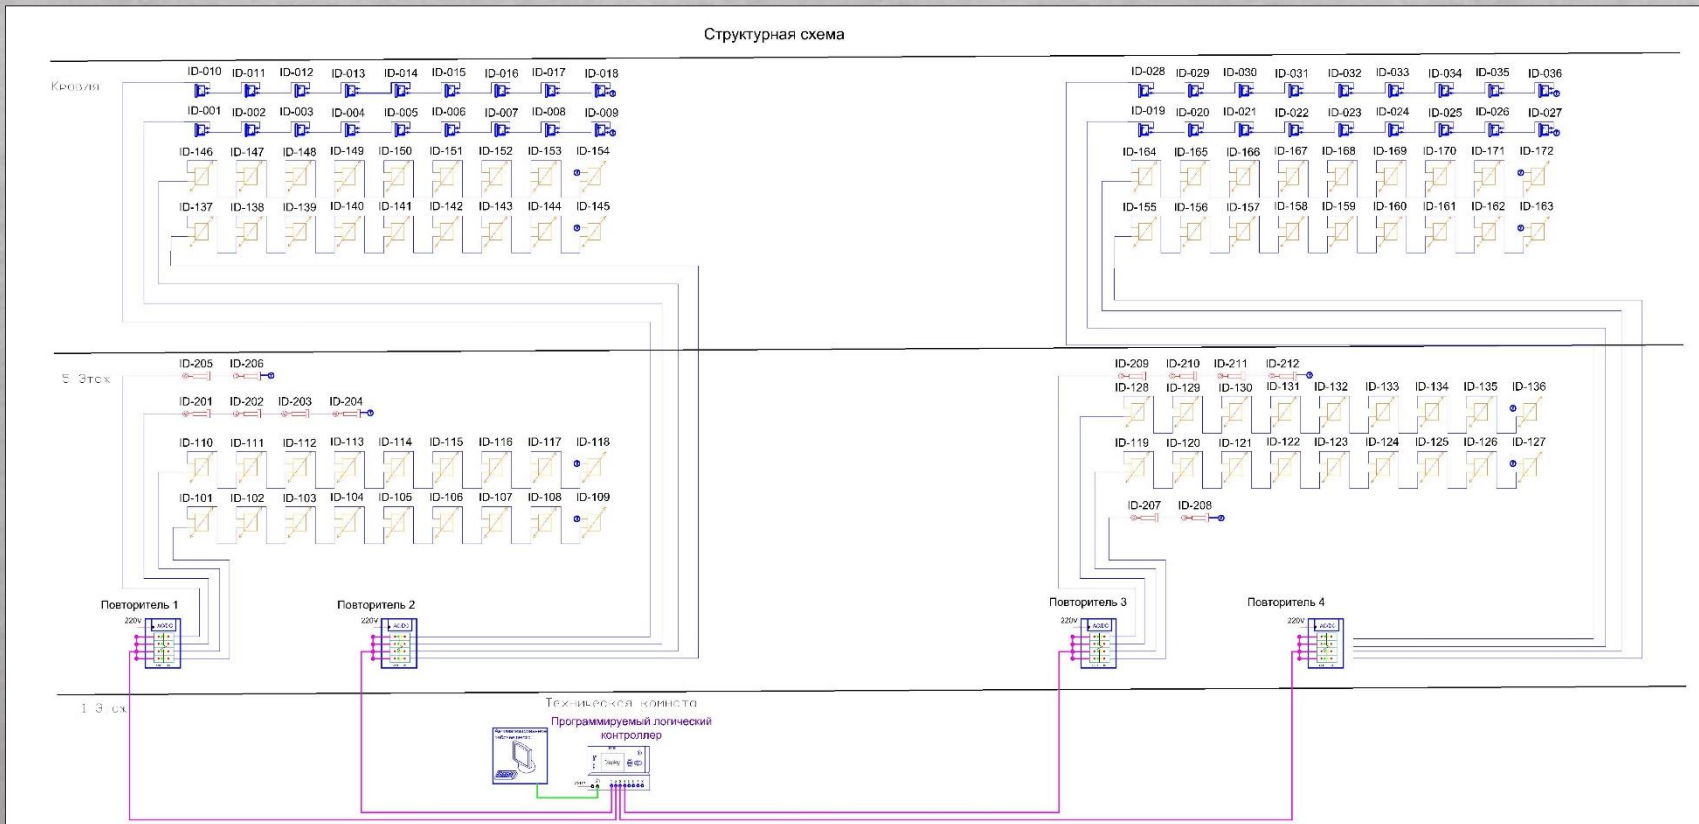 Структурная схема
Кровля
ID-010 ID-011 ID-012 ID-013 ID-014 ID-015 ID-016 ID-017 ID-018
ID-028 ID-029 ID-030 ID-031 ID-032 ID-033 ID-034 ID-035 ID-036
ID-001 ID-002 ID-003 ID-004 ID-005 ID-006 ID-007 ID-008 ID-009
ID-019 ID-020 ID-021 ID-022 ID-023 ID-024 ID-025 ID-026 ID-027
ID-146 ID-147 ID-148 ID-149 ID-150 ID-151 ID-152 ID-153 ID-154
ID-164 ID-165 ID-166 ID-167 ID-168 ID-169 ID-170 ID-171 ID-172
ID-137 ID-138 ID-139 ID-140 ID-141 ID-142 ID-143 ID-144 ID-145
ID-155 ID-156 ID-157 ID-158 ID-159 ID-160 ID-161 ID-162 ID-163
5 Этаж
ID-205 ID-206
ID-209 ID-210 ID-211 ID-212
ID-128 ID-129 ID-130 ID-131 ID-132 ID-133 ID-134 ID-135 ID-136
ID-201 ID-202 ID-203 ID-204
ID-110 ID-111 ID-112 ID-113 ID-114 ID-115 ID-116 ID-117 ID-118
ID-119 ID-120 ID-121 ID-122 ID-123 ID-124 ID-125 ID-126 ID-127
ID-101 ID-102 ID-103 ID-104 ID-105 ID-106 ID-107 ID-108 ID-109
ID-207 ID-208
Повторитель 1
220V
AC/DC
Повторитель 2
220V
AC/DC
Повторитель 3
220V
AC/DC
Повторитель 4
220V
AC/DC
Техническая комната
Программируемый логический
контроллер